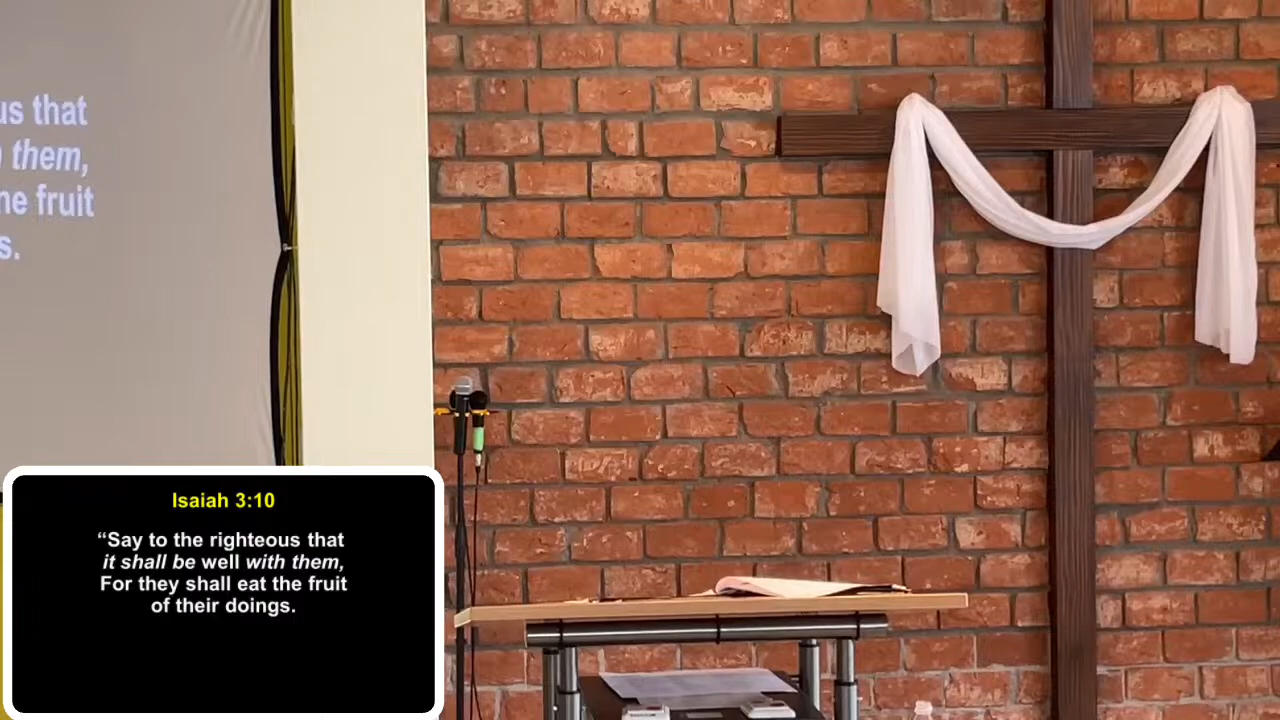 us that
them,
ne fruit
s.
Isaiah 3:10
“Say to the righteous that
it shall be well with them,
For they shall eat the fruit
of their doings.